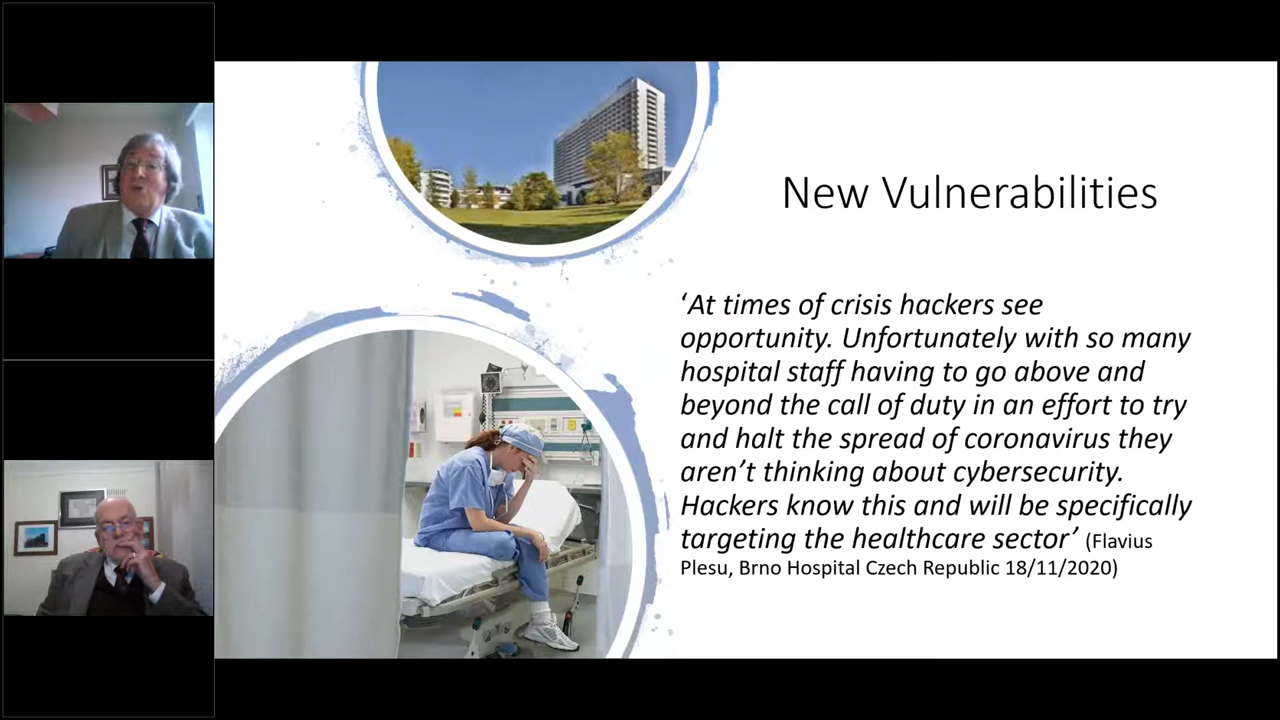 New Vulnerabilities
‘At times of crisis hackers see
opportunity. Unfortunately with so many
hospital staff having to go above and
beyond the call of duty in an effort to try
and halt the spread of coronavirus they
aren’t thinking about cybersecurity.
Hackers know this and will be specifically
targeting the healthcare sector’ (Flavius
Plesu, Brno Hospital Czech Republic 18/11/2020)